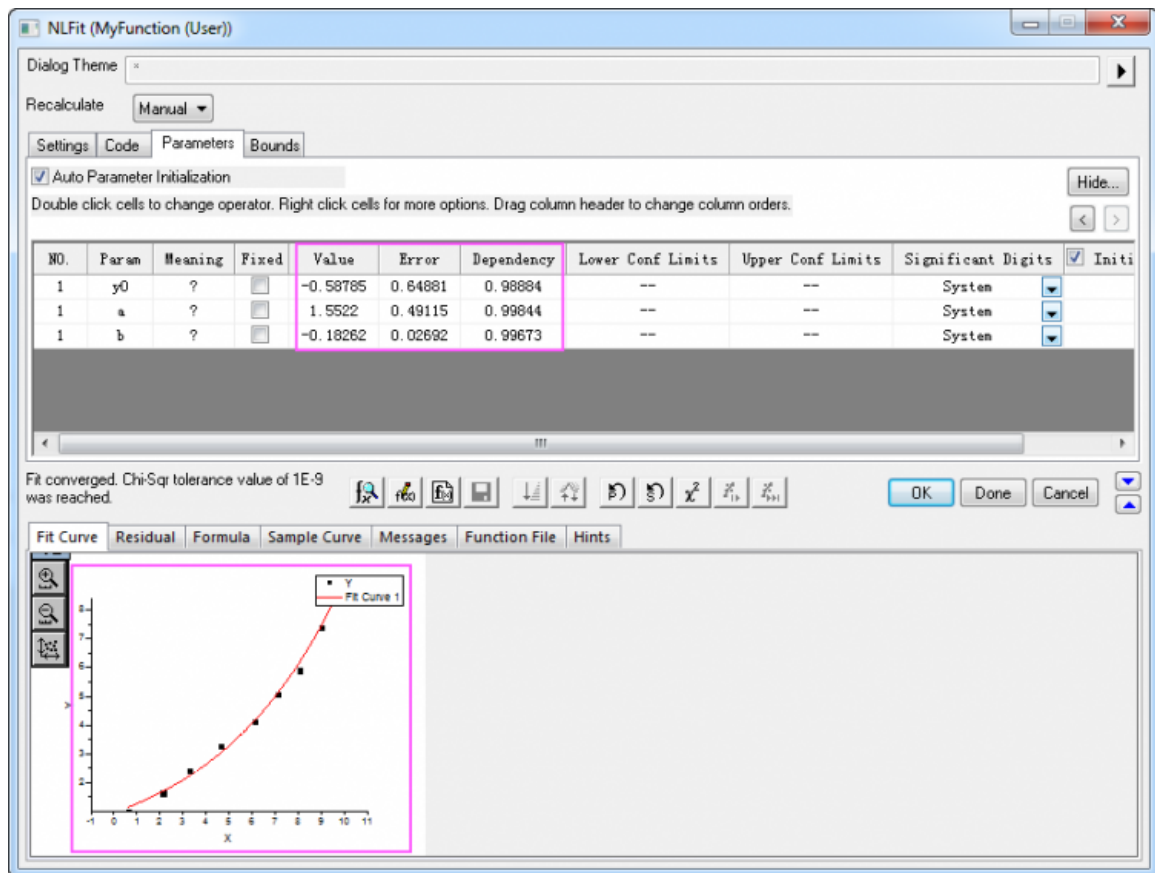 NLFit (MyFunction (User))
Dialog Theme *
Recalculate Manual
Settings Code Parameters Bounds
Auto Parameter Initialization
Hide...
Double click cells to change operator. Right click cells for more options. Drag column header to change column orders.
< >
NO. Param Meaning Fixed Value Error Dependency Lower Conf Limits Upper Conf Limits Significant Digits Initi
1 y0 ? -0.58785 0.64881 0.98884 -- -- System
1 a ? 1.5522 0.49115 0.99844 -- -- System
1 b ? -0.18262 0.02692 0.99673 -- -- System
Fit converged. Chi-Sqr tolerance value of 1E-9
was reached.
OK Done Cancel
Fit Curve Residual Formula Sample Curve Messages Function File Hints
Y
Fit Curve 1
8
7
6
5
4
3
2
-1 0 1 2 3 4 5 6 7 8 9 10 11
X